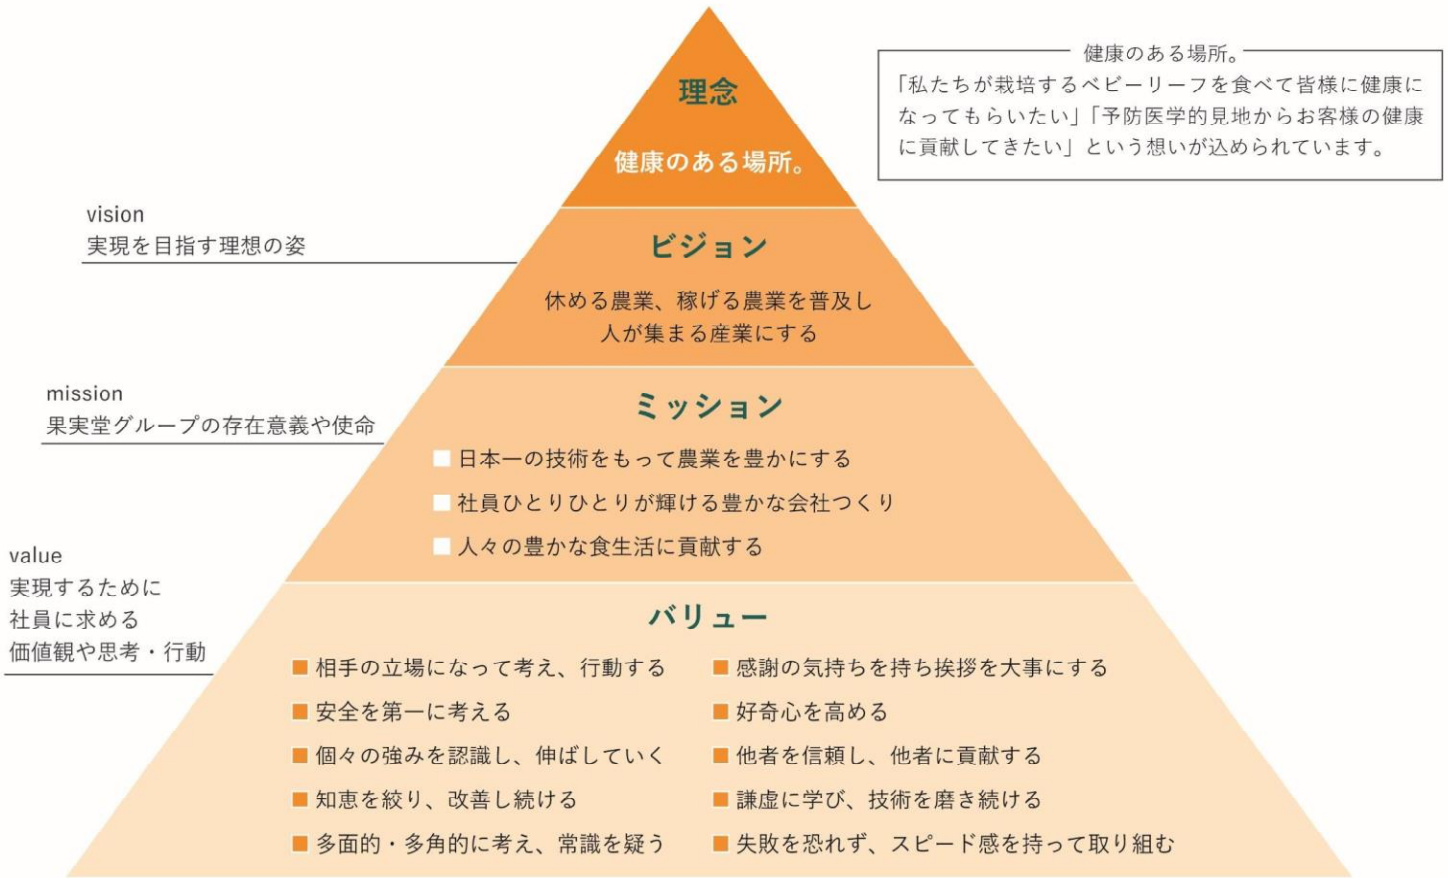 理念
健康のある場所。
健康のある場所。
「私たちが栽培するベビーリーフを食べて皆様に健康に
なってもらいたい」「予防医学的見地からお客様の健康
に貢献してきたい」という想いが込められています。
vision
実現を目指す理想の姿
ビジョン
休める農業、稼げる農業を普及し
人が集まる産業にする
mission
果実堂グループの存在意義や使命
ミッション
日本一の技術をもって農業を豊かにする
社員ひとりひとりが輝ける豊かな会社つくり
人々の豊かな食生活に貢献する
value
実現するために
社員に求める
価値観や思考・行動
バリュー
相手の立場になって考え、行動する
安全を第一に考える
個々の強みを認識し、伸ばしていく
知恵を絞り、改善し続ける
多面的・多角的に考え、常識を疑う
感謝の気持ちを持ち挨拶を大事にする
好奇心を高める
他者を信頼し、他者に貢献する
謙虚に学び、技術を磨き続ける
失敗を恐れず、スピード感を持って取り組む